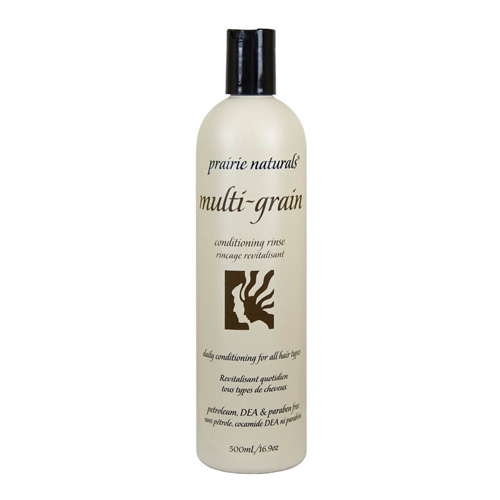 prairie naturals®
multi-grain
conditioning rinse
rincage revitalisant
daily conditioning for all hair types
Revitalisant quotidien
tous types de cheveux
petroleum, DEA & paraben free
sans pétrole, cocamide DEA ni parabène
500ml/16.9oz